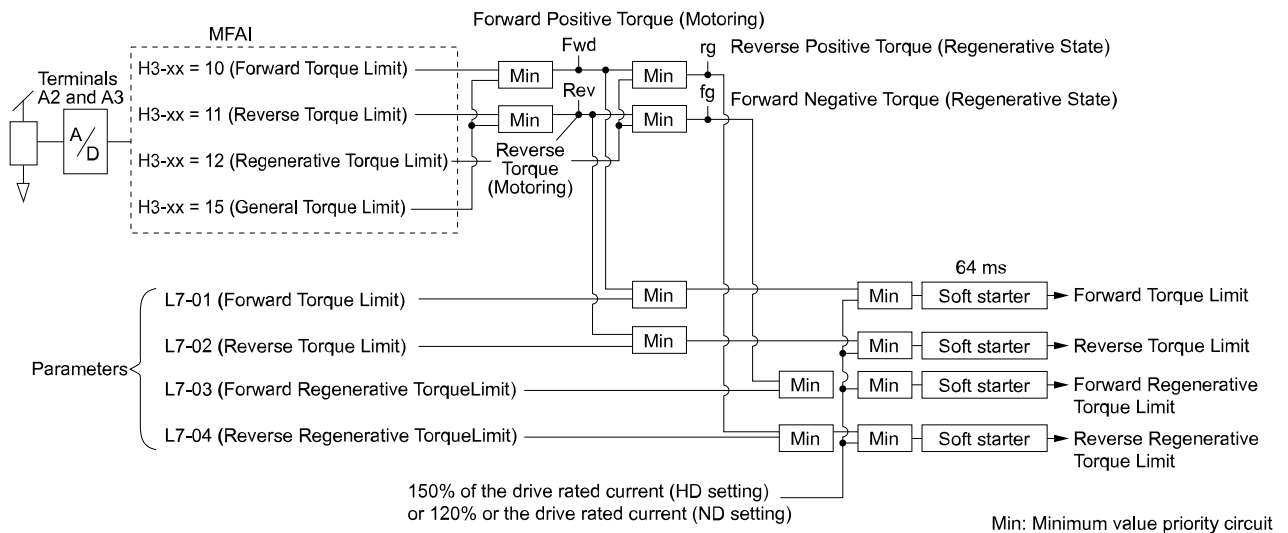 Forward Positive Torque (Motoring)
MFAI
Fwd
rg
Reverse Positive Torque (Regenerative State)
Terminals
A2 and A3
H3-xx = 10 (Forward Torque Limit)
Min
Min
Rev
fg
Forward Negative Torque (Regenerative State)
A/D
H3-xx = 11 (Reverse Torque Limit)
Min
Min
H3-xx = 12 (Regenerative Torque Limit)
Reverse
Torque
(Motoring)
H3-xx = 15 (General Torque Limit)
64 ms
L7-01 (Forward Torque Limit)
Min
Min
Soft starter
Forward Torque Limit
L7-02 (Reverse Torque Limit)
Min
Min
Soft starter
Reverse Torque Limit
Parameters
L7-03 (Forward Regenerative TorqueLimit)
Min
Min
Soft starter
Forward Regenerative
Torque Limit
L7-04 (Reverse Regenerative TorqueLimit)
Min
Min
Soft starter
Reverse Regenerative
Torque Limit
150% of the drive rated current (HD setting)
or 120% or the drive rated current (ND setting)
Min: Minimum value priority circuit